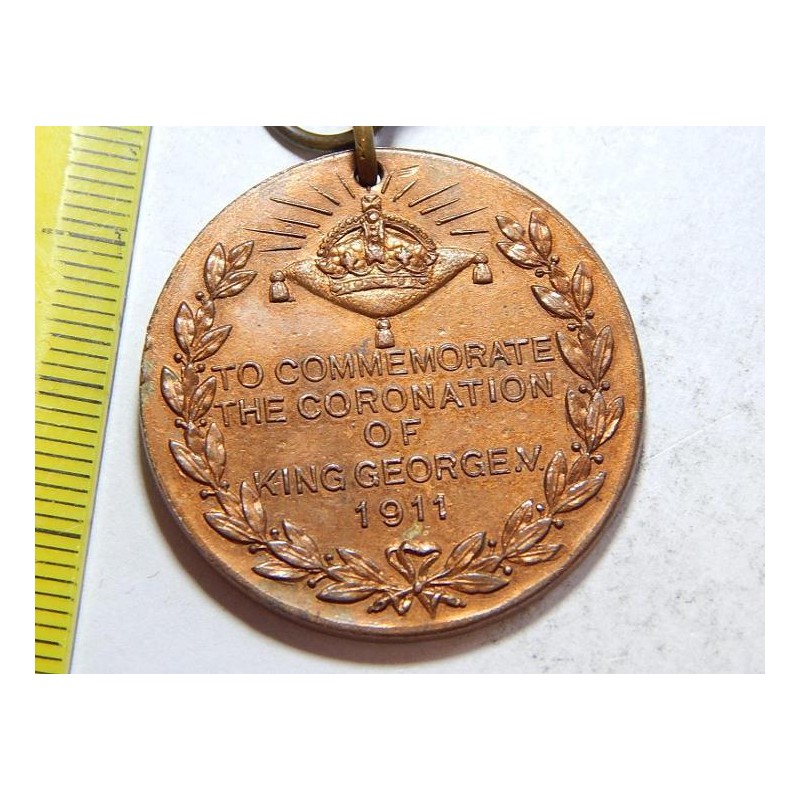 TO COMMEMORATE
THE CORONATION
OF
KING GEORGE.V.
1911